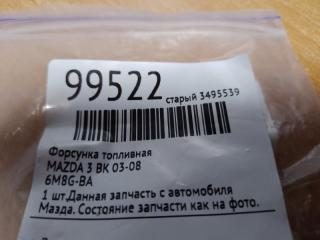 99522 старый 3495539
Форсунка топливная
MAZDA 3 BK 03-08
6M8G-BA
1 шт.Данная запчасть с автомобиля
Мазда. Состояние запчасти как на фото.